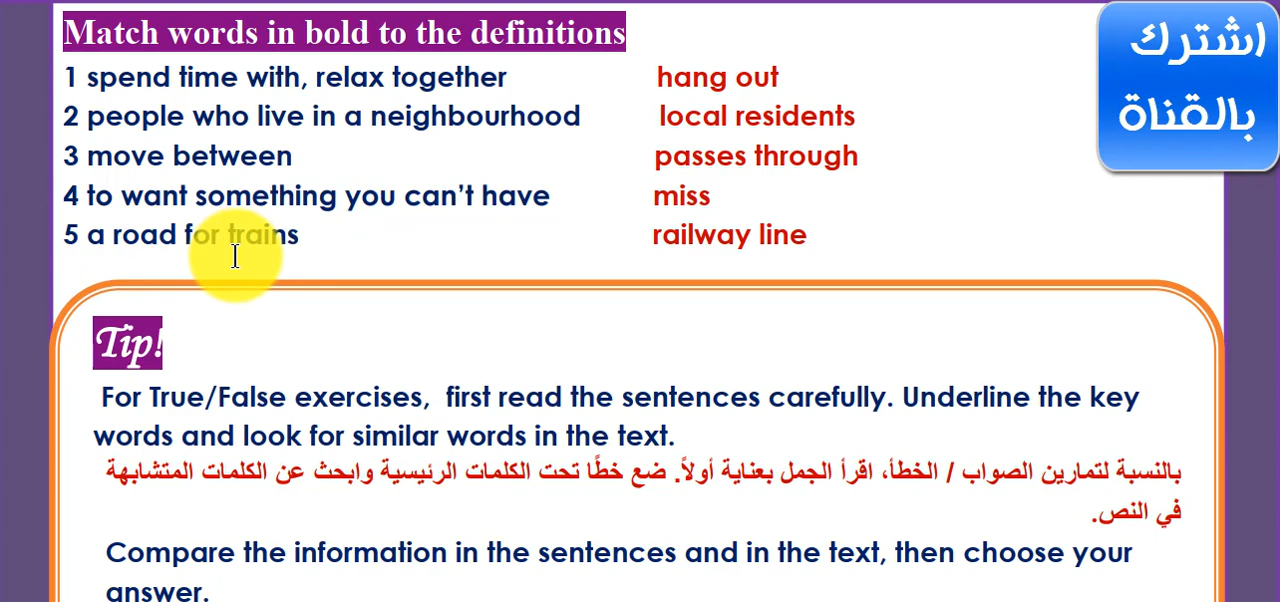 Match words in bold to the definitions
1 spend time with, relax together hang out
2 people who live in a neighbourhood local residents
3 move between passes through
4 to want something you can’t have miss
5 a road for trains railway line
اشترك
بالقناة
Tip!
For True/False exercises, first read the sentences carefully. Underline the key
words and look for similar words in the text.
بالنسبة لتمارين الصواب / الخطأ، اقرأ الجمل بعناية أولاً. ضع خطًا تحت الكلمات الرئيسية وابحث عن الكلمات المتشابهة
في النص.
Compare the information in the sentences and in the text, then choose your
answer.